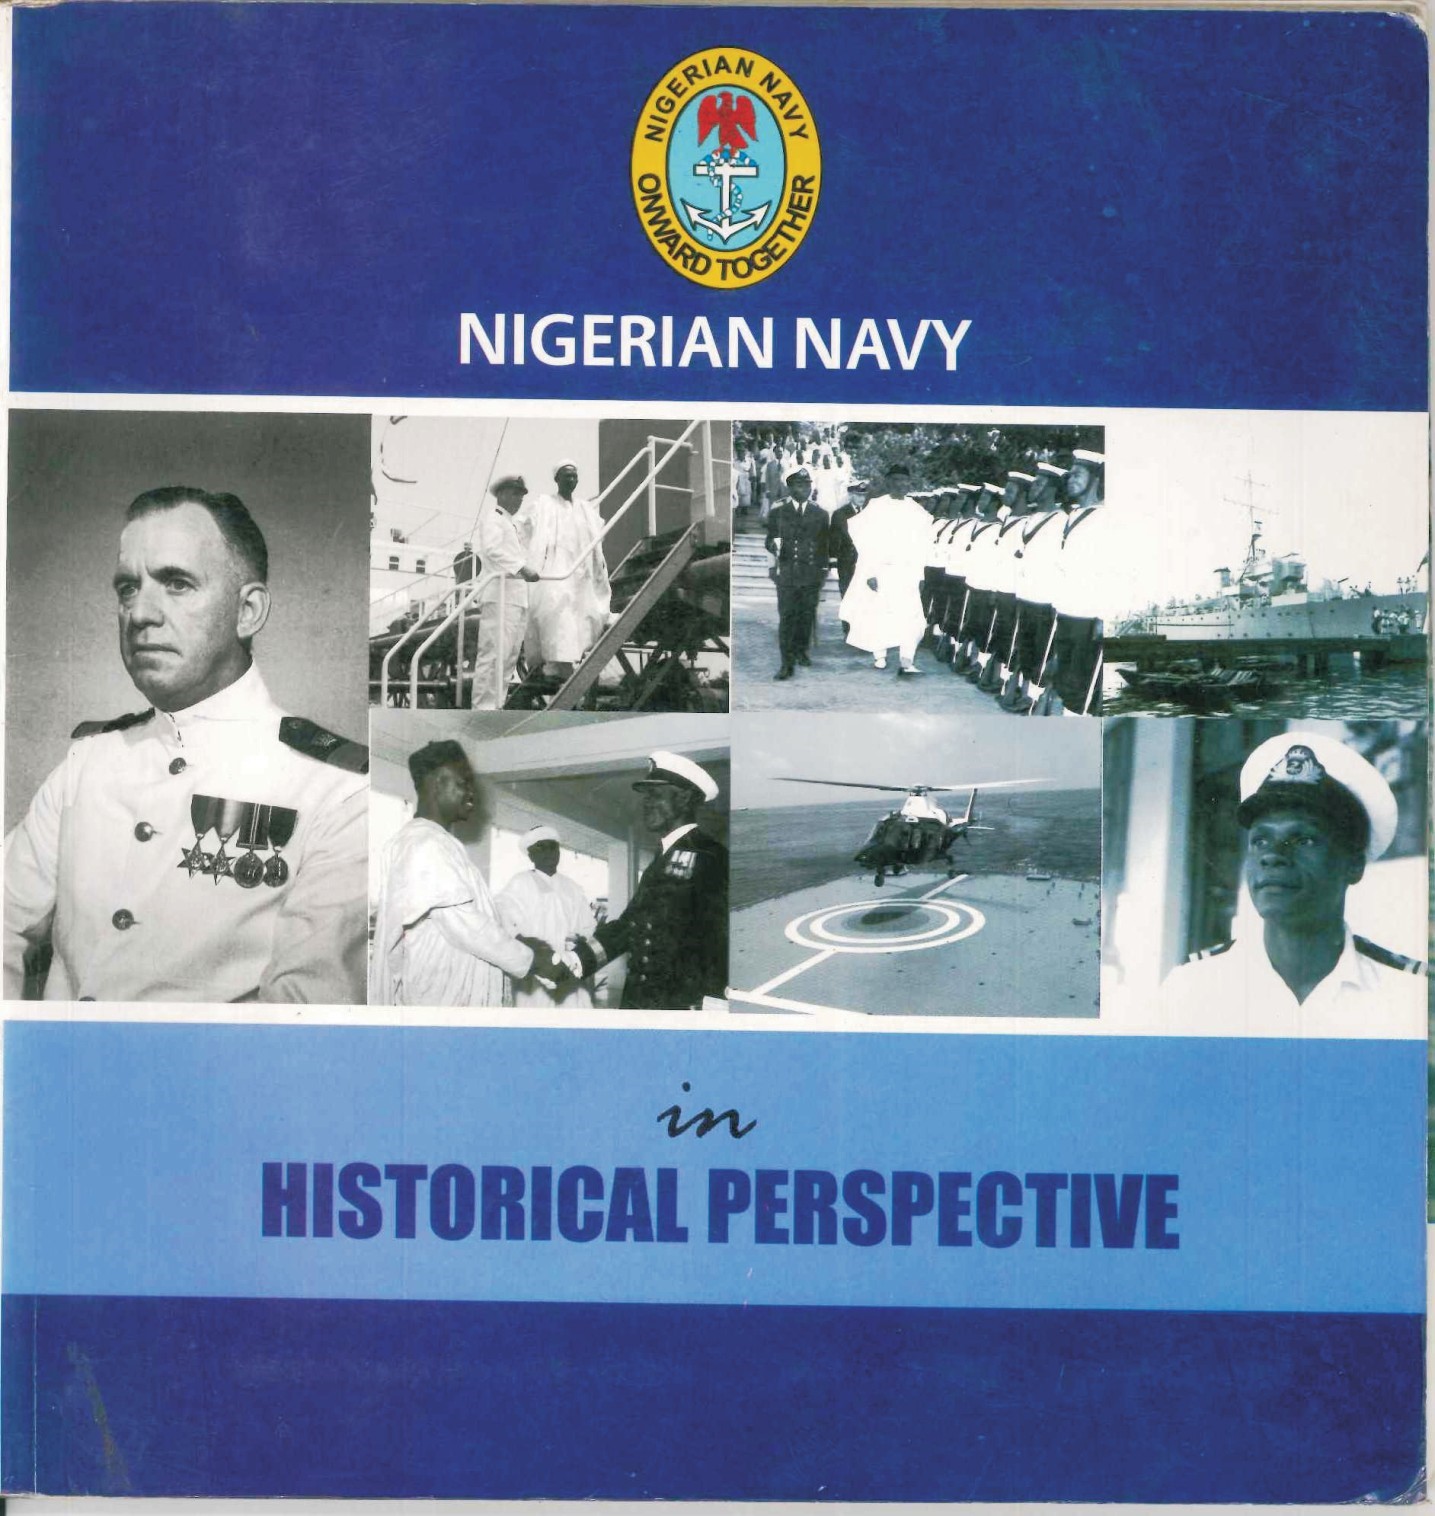 NIGERIAN NAVY
ONWARD TOGETHER
NIGERIAN NAVY
in
HISTORICAL PERSPECTIVE